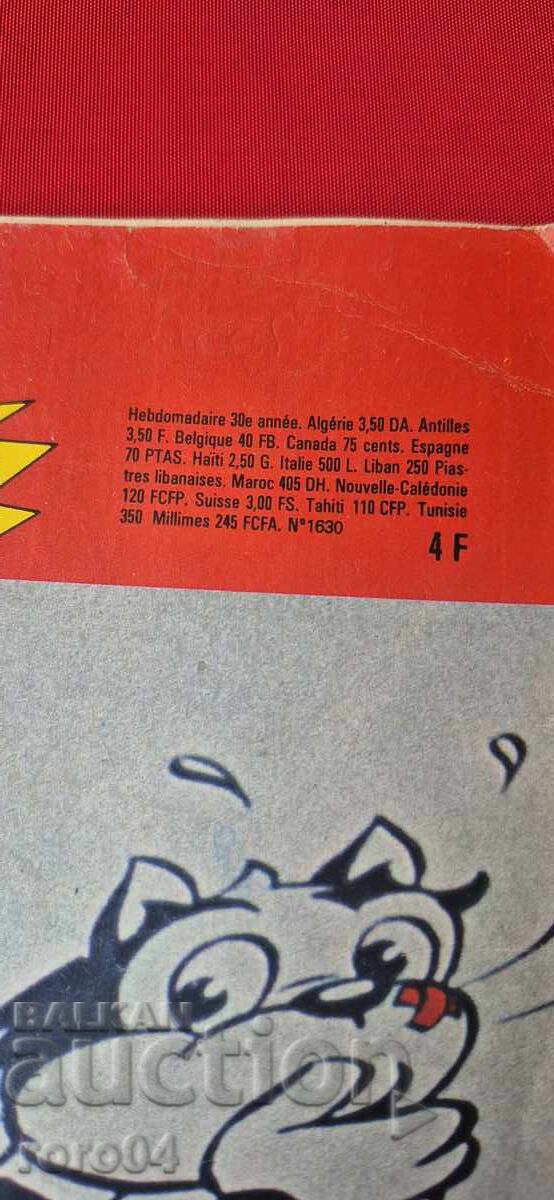 Hebdomadaire 30e année. Algérie 3,50 DA. Antilles
3,50 F. Belgique 40 FB. Canada 75 cents. Espagne
70 PTAS. Haïti 2,50 G. Italie 500 L. Liban 250 Pias-
tres libanaises. Maroc 405 DH. Nouvelle-Calédonie
120 FCFP. Suisse 3,00 FS. Tahiti 110 CFP. Tunisie
350 Millimes 245 FCFA. N°1630
4 F
BALKAN
auction
roro04